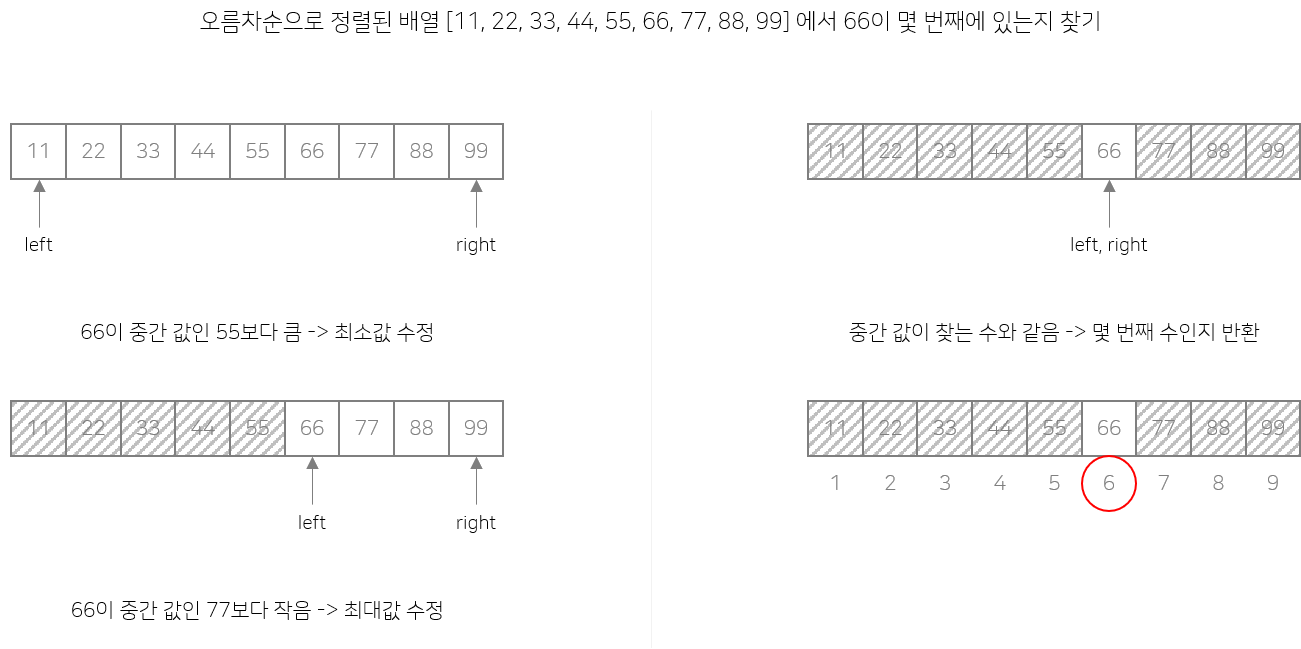 오름차순으로 정렬된 배열 [11, 22, 33, 44, 55, 66, 77, 88, 99] 에서 66이 몇 번째에 있는지 찾기
11 22 33 44 55 66 77 88 99
left right
66이 중간 값인 55보다 큼 -> 최소값 수정
11 22 33 44 55 66 77 88 99
left right
66이 중간 값인 77보다 작음 -> 최대값 수정
11 22 33 44 55 66 77 88 99
left, right
중간 값이 찾는 수와 같음 -> 몇 번째 수인지 반환
11 22 33 44 55 66 77 88 99
1 2 3 4 5 6 7 8 9